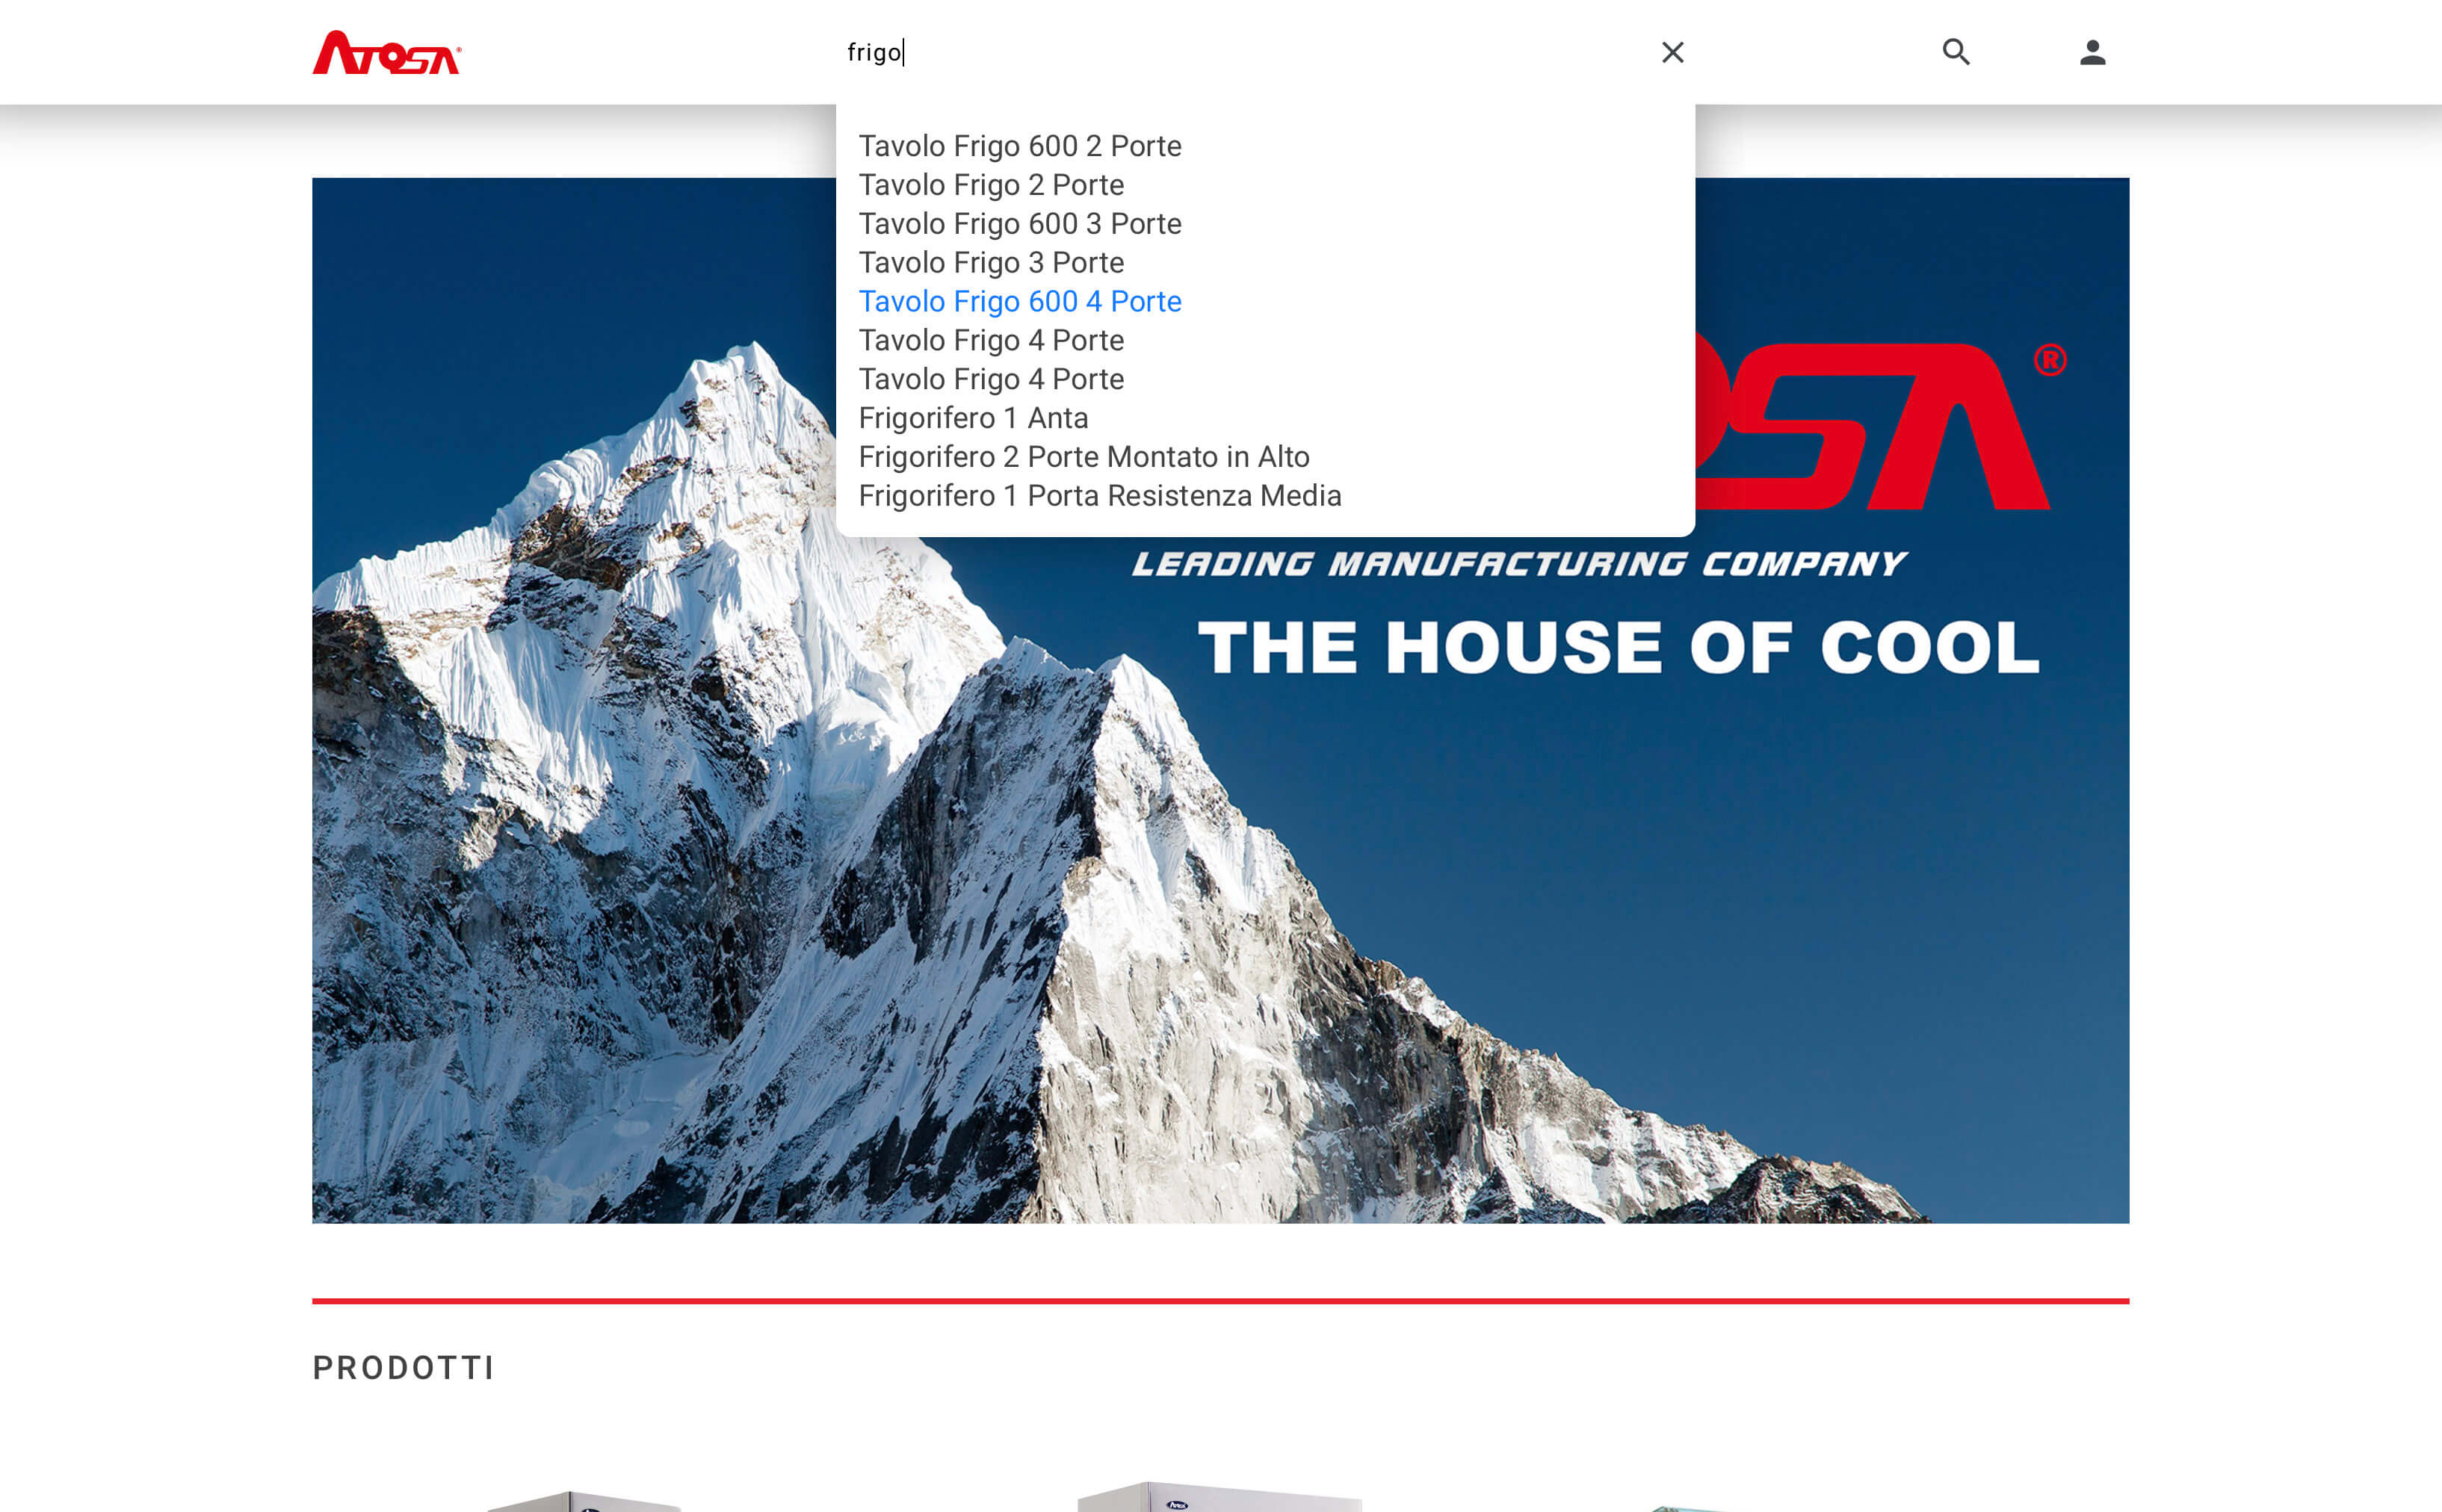 ATOSA®
frigo
Tavolo Frigo 600 2 Porte
Tavolo Frigo 2 Porte
Tavolo Frigo 600 3 Porte
Tavolo Frigo 3 Porte
Tavolo Frigo 600 4 Porte
Tavolo Frigo 4 Porte
Tavolo Frigo 4 Porte
Frigorifero 1 Anta
Frigorifero 2 Porte Montato in Alto
Frigorifero 1 Porta Resistenza Media
SA®
LEADING MANUFACTURING COMPANY
THE HOUSE OF COOL
PRODOTTI